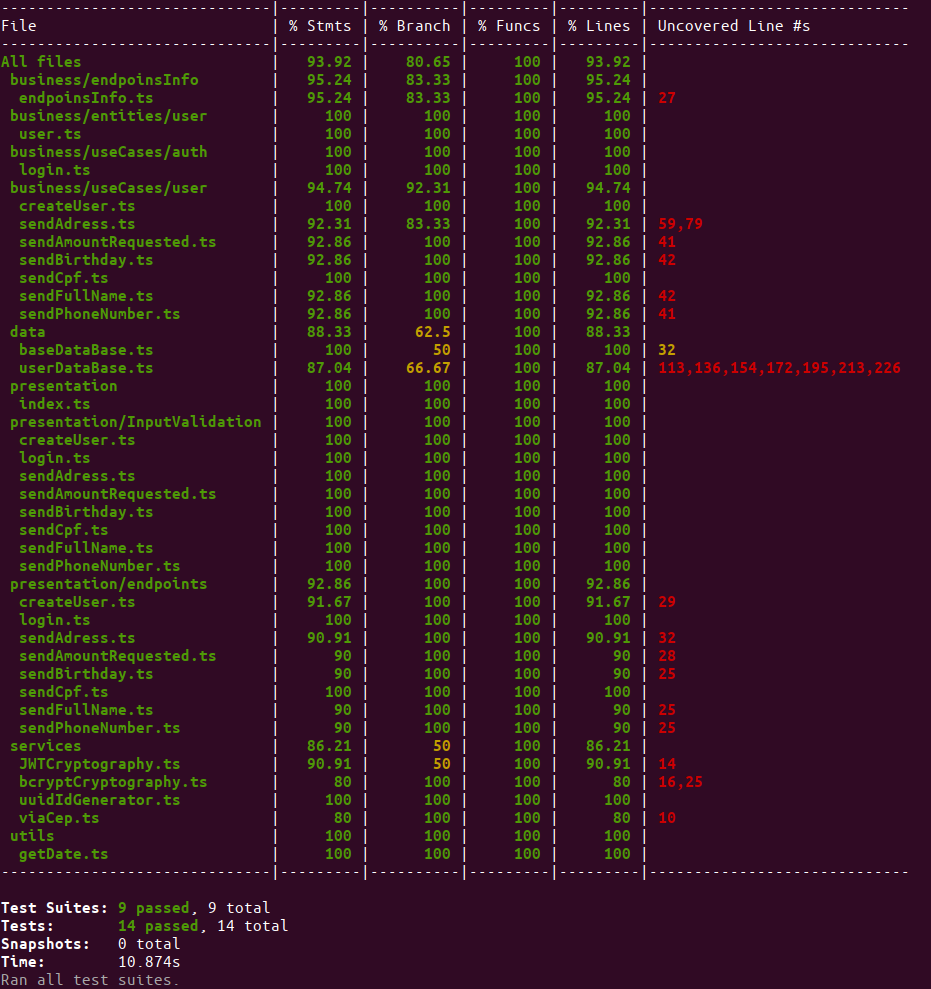 -------------------------------|---------|----------|---------|---------|-----------------------------
File                           | % Stmts | % Branch | % Funcs | % Lines | Uncovered Line #s
-------------------------------|---------|----------|---------|---------|-----------------------------
All files                      |   93.92 |    80.65 |     100 |   93.92 |
 business/endpoinsInfo         |   95.24 |    83.33 |     100 |   95.24 |
  endpoinsInfo.ts              |   95.24 |    83.33 |     100 |   95.24 | 27
 business/entities/user        |     100 |      100 |     100 |     100 |
  user.ts                      |     100 |      100 |     100 |     100 |
 business/useCases/auth        |     100 |      100 |     100 |     100 |
  login.ts                     |     100 |      100 |     100 |     100 |
 business/useCases/user        |   94.74 |    92.31 |     100 |   94.74 |
  createUser.ts                |     100 |      100 |     100 |     100 |
  sendAdress.ts                |   92.31 |    83.33 |     100 |   92.31 | 59,79
  sendAmountRequested.ts       |   92.86 |      100 |     100 |   92.86 | 41
  sendBirthday.ts              |   92.86 |      100 |     100 |   92.86 | 42
  sendCpf.ts                   |     100 |      100 |     100 |     100 |
  sendFullName.ts              |   92.86 |      100 |     100 |   92.86 | 42
  sendPhoneNumber.ts           |   92.86 |      100 |     100 |   92.86 | 41
 data                          |   88.33 |     62.5 |     100 |   88.33 |
  baseDataBase.ts              |     100 |       50 |     100 |     100 | 32
  userDataBase.ts              |   87.04 |    66.67 |     100 |   87.04 | 113,136,154,172,195,213,226
 presentation                  |     100 |      100 |     100 |     100 |
  index.ts                     |     100 |      100 |     100 |     100 |
 presentation/InputValidation  |     100 |      100 |     100 |     100 |
  createUser.ts                |     100 |      100 |     100 |     100 |
  login.ts                     |     100 |      100 |     100 |     100 |
  sendAdress.ts                |     100 |      100 |     100 |     100 |
  sendAmountRequested.ts       |     100 |      100 |     100 |     100 |
  sendBirthday.ts              |     100 |      100 |     100 |     100 |
  sendCpf.ts                   |     100 |      100 |     100 |     100 |
  sendFullName.ts              |     100 |      100 |     100 |     100 |
  sendPhoneNumber.ts           |     100 |      100 |     100 |     100 |
 presentation/endpoints        |   92.86 |      100 |     100 |   92.86 |
  createUser.ts                |   91.67 |      100 |     100 |   91.67 | 29
  login.ts                     |     100 |      100 |     100 |     100 |
  sendAdress.ts                |   90.91 |      100 |     100 |   90.91 | 32
  sendAmountRequested.ts       |      90 |      100 |     100 |      90 | 28
  sendBirthday.ts              |      90 |      100 |     100 |      90 | 25
  sendCpf.ts                   |     100 |      100 |     100 |     100 |
  sendFullName.ts              |      90 |      100 |     100 |      90 | 25
  sendPhoneNumber.ts           |      90 |      100 |     100 |      90 | 25
 services                      |   86.21 |       50 |     100 |   86.21 |
  JWTCryptography.ts           |   90.91 |       50 |     100 |   90.91 | 14
  bcryptCryptography.ts        |      80 |      100 |     100 |      80 | 16,25
  uuidIdGenerator.ts           |     100 |      100 |     100 |     100 |
  viaCep.ts                    |      80 |      100 |     100 |      80 | 10
 utils                         |     100 |      100 |     100 |     100 |
  getDate.ts                   |     100 |      100 |     100 |     100 |
-------------------------------|---------|----------|---------|---------|-----------------------------
Test Suites: 9 passed, 9 total
Tests:       14 passed, 14 total
Snapshots:   0 total
Time:        10.874s
Ran all test suites.